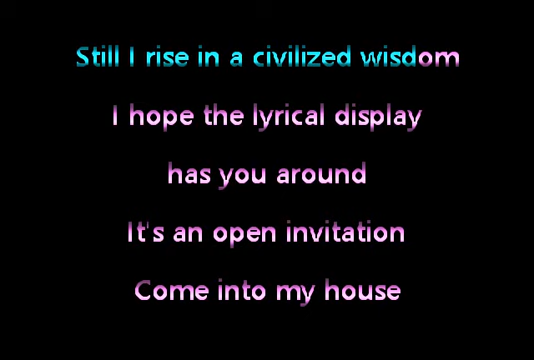 Still I rise in a civilized wisdom
I hope the lyrical display
has you around
It's an open invitation
Come into my house